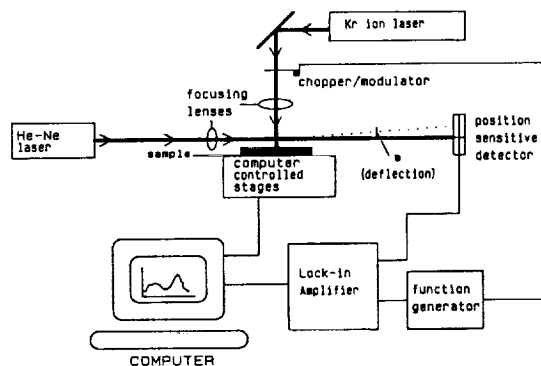 Kr ion laser
chopper/modulator
focusing
lenses
He-Ne
laser
sample
computer
controlled
stages
(deflection)
position
sensitive
detector
Lock-in
Amplifier
function
generator
COMPUTER